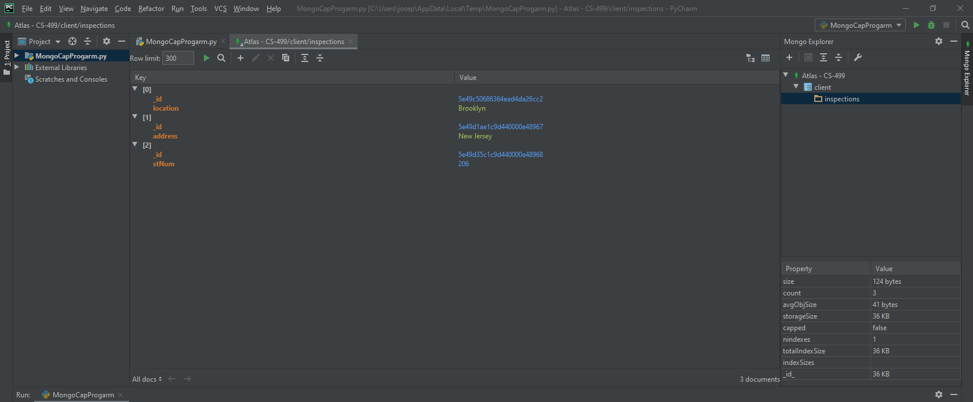 PC File Edit View Navigate Code Refactor Run Tools VCS Window Help MongoCapProgarm.py [C:\Users\josep\AppData\Local\Temp\MongoCapProgarm.py] - Atlas - CS-499/client/inspections - PyCharm
Atlas - CS-499/client/inspections MongoCapProgarm
1: Project
Project
MongoCapProgarm.py
External Libraries
Scratches and Consoles
MongoCapProgarm.py Atlas - CS-499/client/inspections
Row limit: 300
Key Value
[0]
_id 5e49c50686364ead4da26cc2
location Brooklyn
[1]
_id 5e49d1ae1c9d440000e48967
address New Jersey
[2]
_id 5e49d35c1c9d440000e48968
stNum 206
All docs 3 documents
Mongo Explorer
Atlas - CS-499
client
inspections
Mongo Explorer
Property Value
size 124 bytes
count 3
avgObjSize 41 bytes
storageSize 36 KB
capped false
nindexes 1
totalIndexSize 36 KB
indexSizes
_id_ 36 KB
Run: MongoCapProgarm